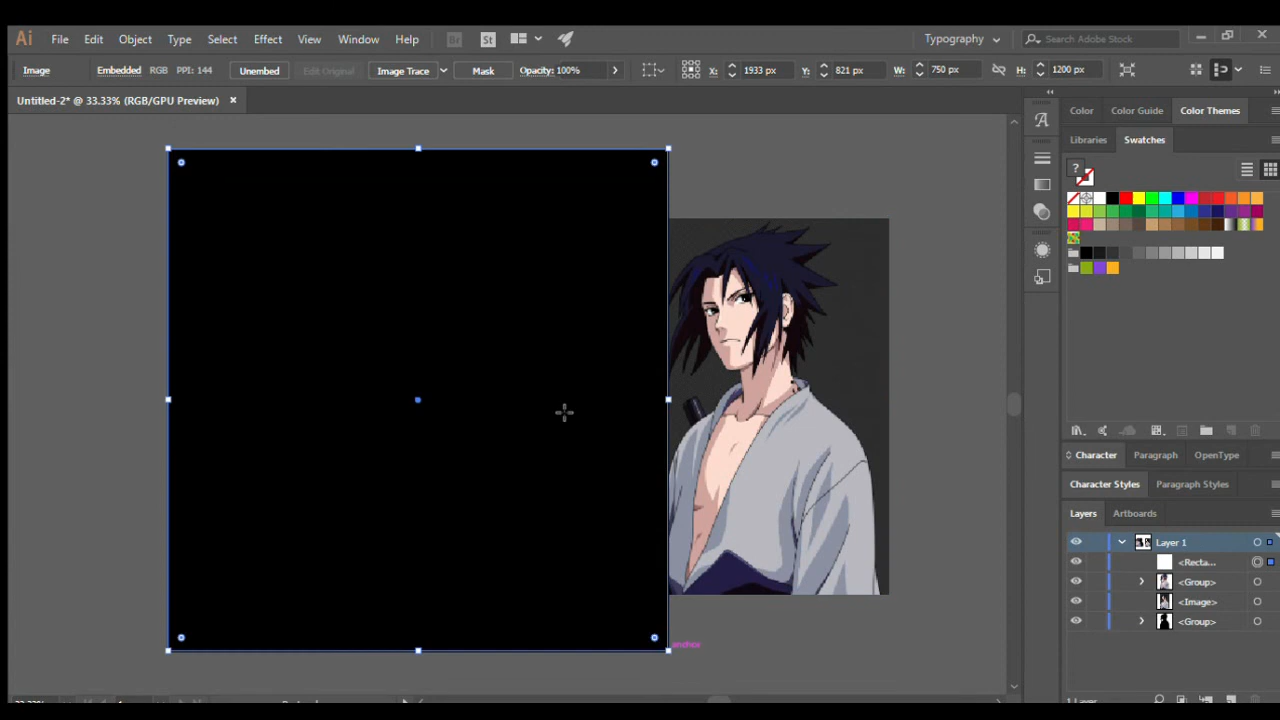 Ai File Edit Object Type Select Effect View Window Help Br St Typography Search Adobe Stock
Image Embedded RGB PPI: 144 Unembed Edit Original Image Trace Mask Opacity: 100% X: 1933 px Y: 821 px W: 750 px H: 1200 px
Untitled-2* @ 33.33% (RGB/GPU Preview) ×
Color Color Guide Color Themes
Libraries Swatches
?
A
Character Paragraph OpenType
Character Styles Paragraph Styles
Layers Artboards
Layer 1
<Recta...
<Group>
<Image>
<Group>